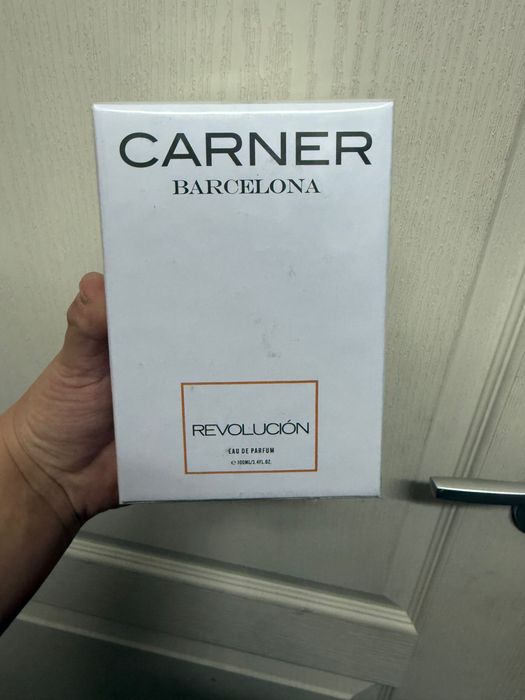 CARNER
BARCELONA
REVOLUCIÓN
EAU DE PARFUM
℮ 100ML/3.4FL.OZ.